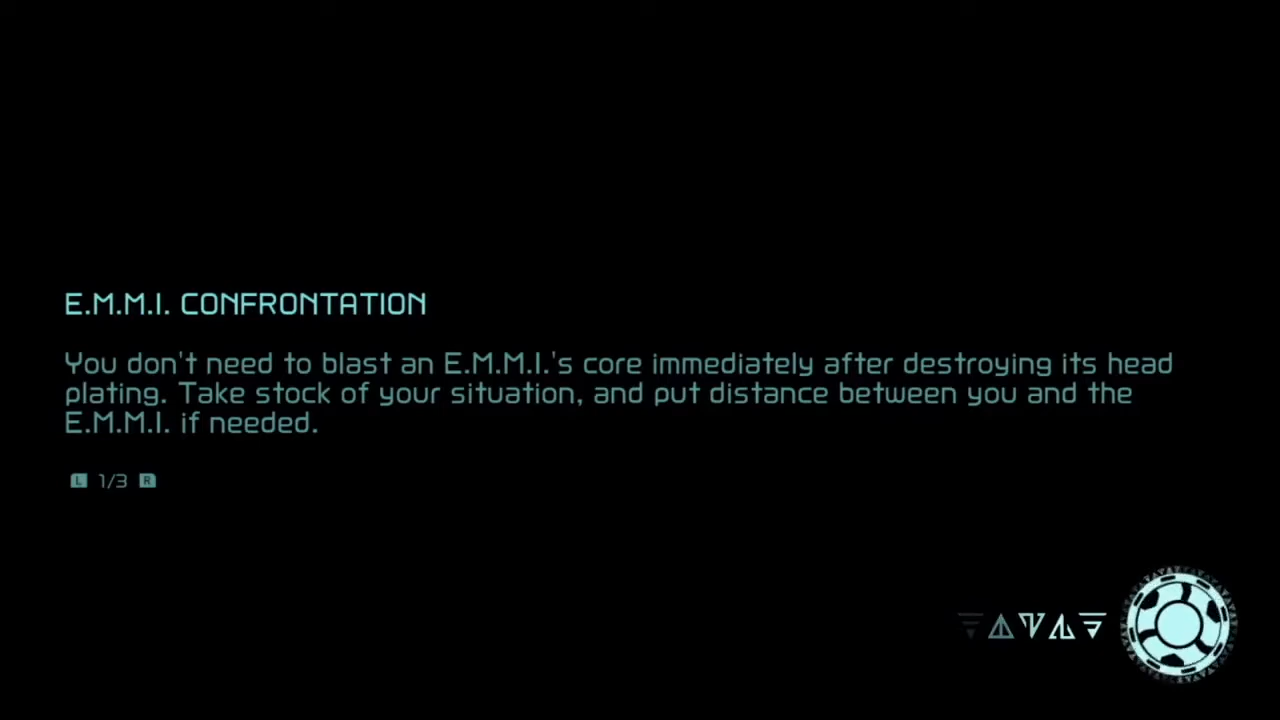 E.M.M.I. CONFRONTATION
You don't need to blast an E.M.M.I.'s core immediately after destroying its head
plating. Take stock of your situation, and put distance between you and the
E.M.M.I. if needed.
L 1/3 R